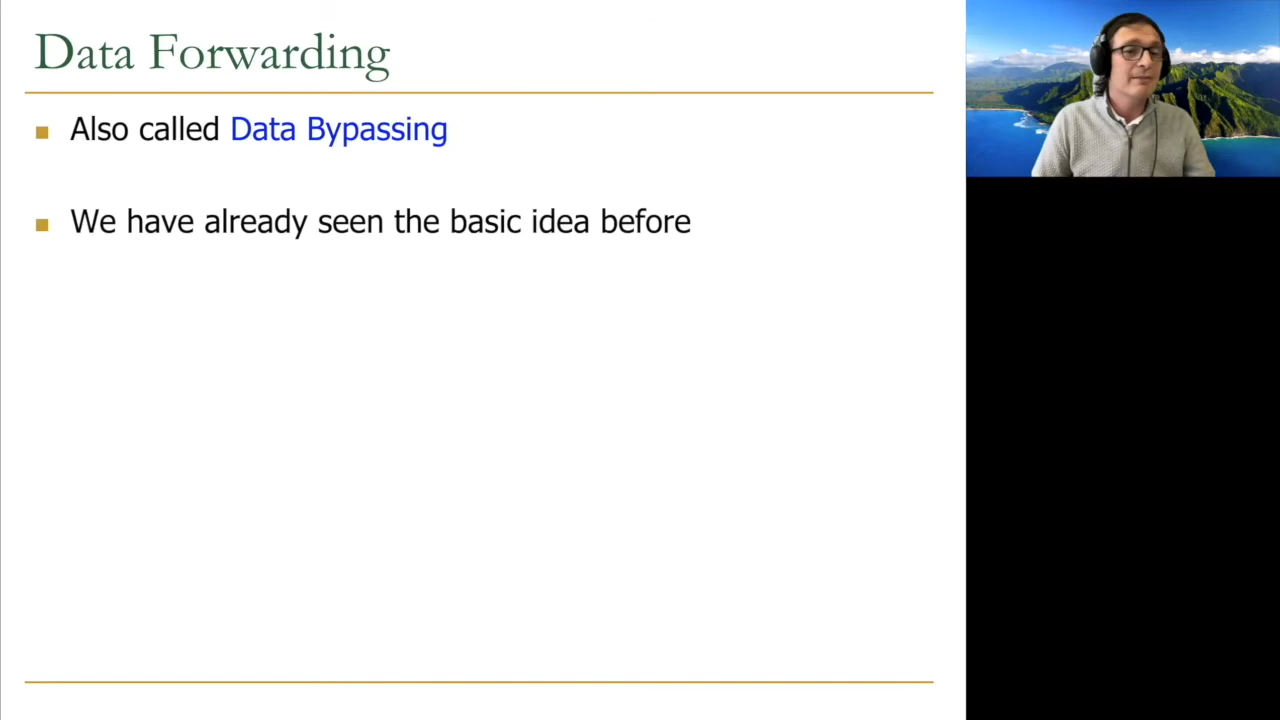 Data Forwarding
Also called Data Bypassing
We have already seen the basic idea before